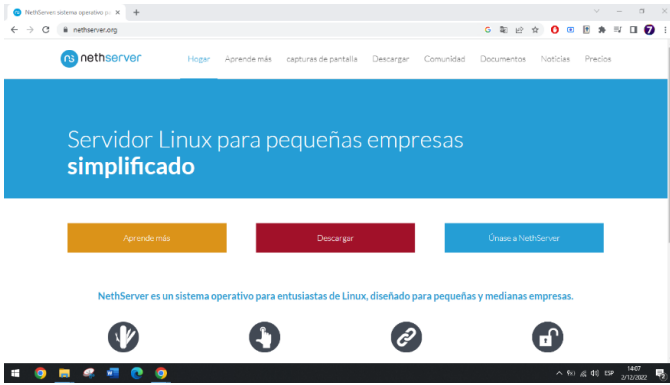 NethServer sistema operativo pa
nethserver.org
nethserver
Hogar Aprende más capturas de pantalla Descargar Comunidad Documentos Noticias Precios
Servidor Linux para pequeñas empresas
simplificado
Aprende más
Descargar
Únase a NethServer
NethServer es un sistema operativo para entusiastas de Linux, diseñado para pequeñas y medianas empresas.
ESP
14:07
2/12/2022